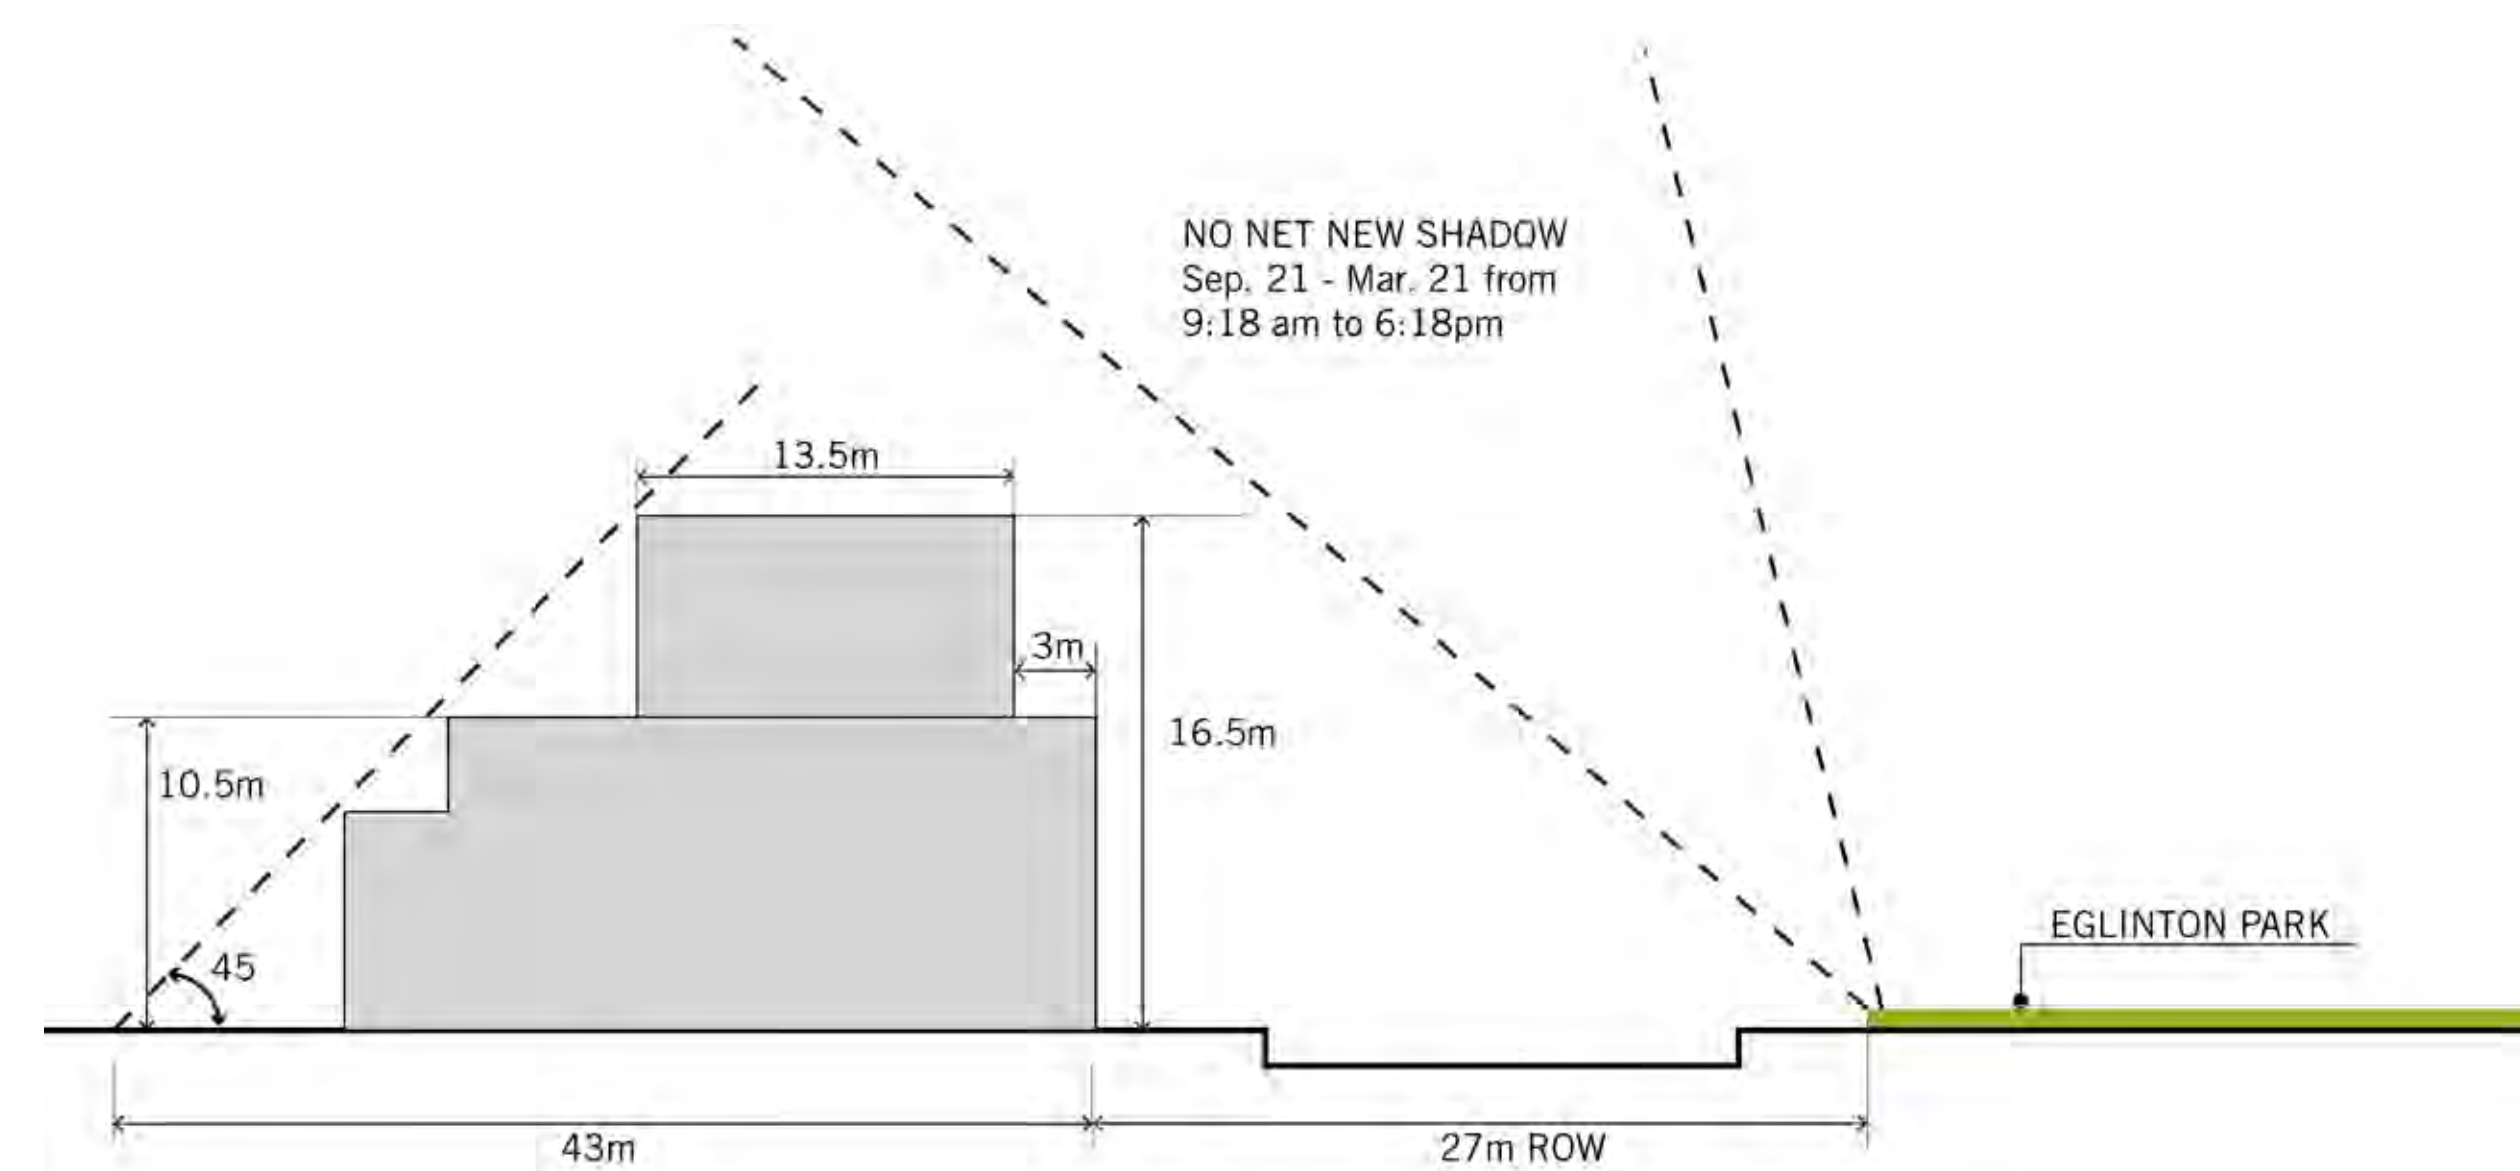 NO NET NEW SHADOW
Sep. 21 - Mar. 21 from
9:18 am to 6:18pm
13.5m
3m
16.5m
10.5m
45
EGLINTON PARK
43m
27m ROW